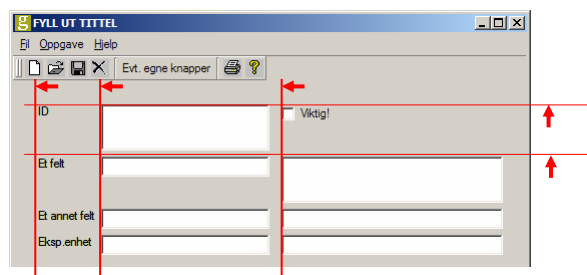 g FYLL UT TITTEL
Fil Oppgave Hjelp
Evt. egne knapper
ID
Viktig!
Et felt
Et annet felt
Eksp.enhet